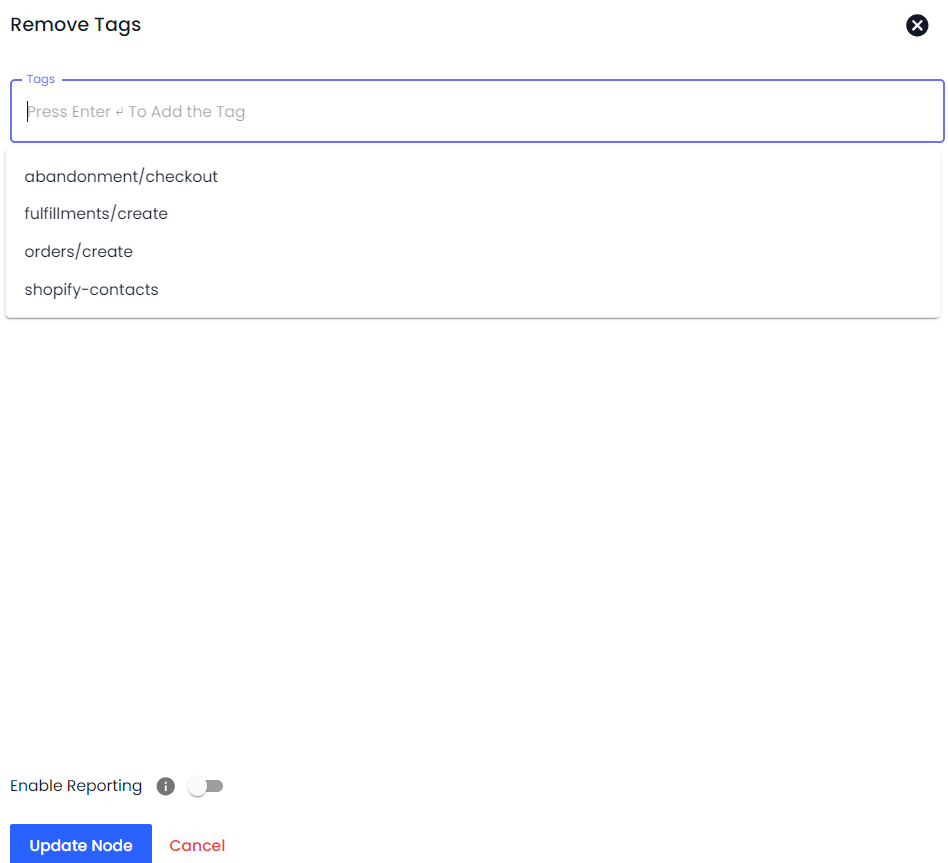 Remove Tags
Tags
Press Enter ↵ To Add the Tag
abandonment/checkout
fulfillments/create
orders/create
shopify-contacts
Enable Reporting
Update Node
Cancel